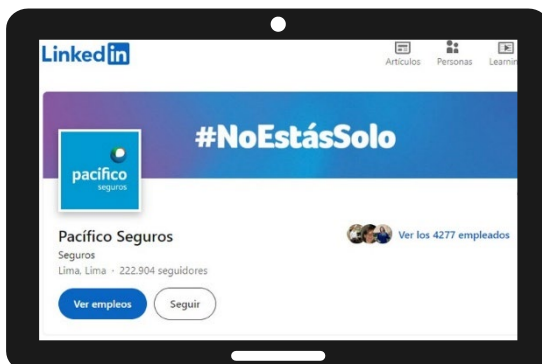 Linked in
Artículos Personas Learnin
#NoEstásSolo
pacífico
seguros
Pacífico Seguros
Ver los 4277 empleados
Seguros
Lima, Lima · 222.904 seguidores
Ver empleos Seguir